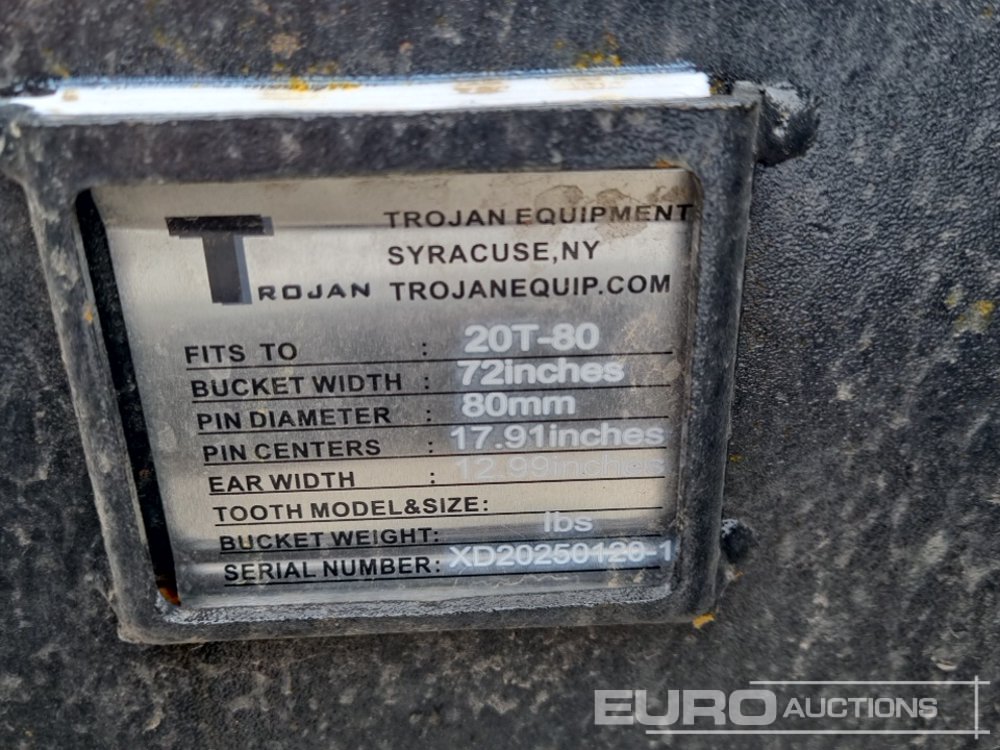 TROJAN
TROJAN EQUIPMENT
SYRACUSE,NY
TROJANEQUIP.COM
FITS TO : 20T-80
BUCKET WIDTH : 72inches
PIN DIAMETER : 80mm
PIN CENTERS : 17.91inches
EAR WIDTH : 12.99inches
TOOTH MODEL&SIZE:
BUCKET WEIGHT: lbs
SERIAL NUMBER: XD20250120-1
EURO AUCTIONS